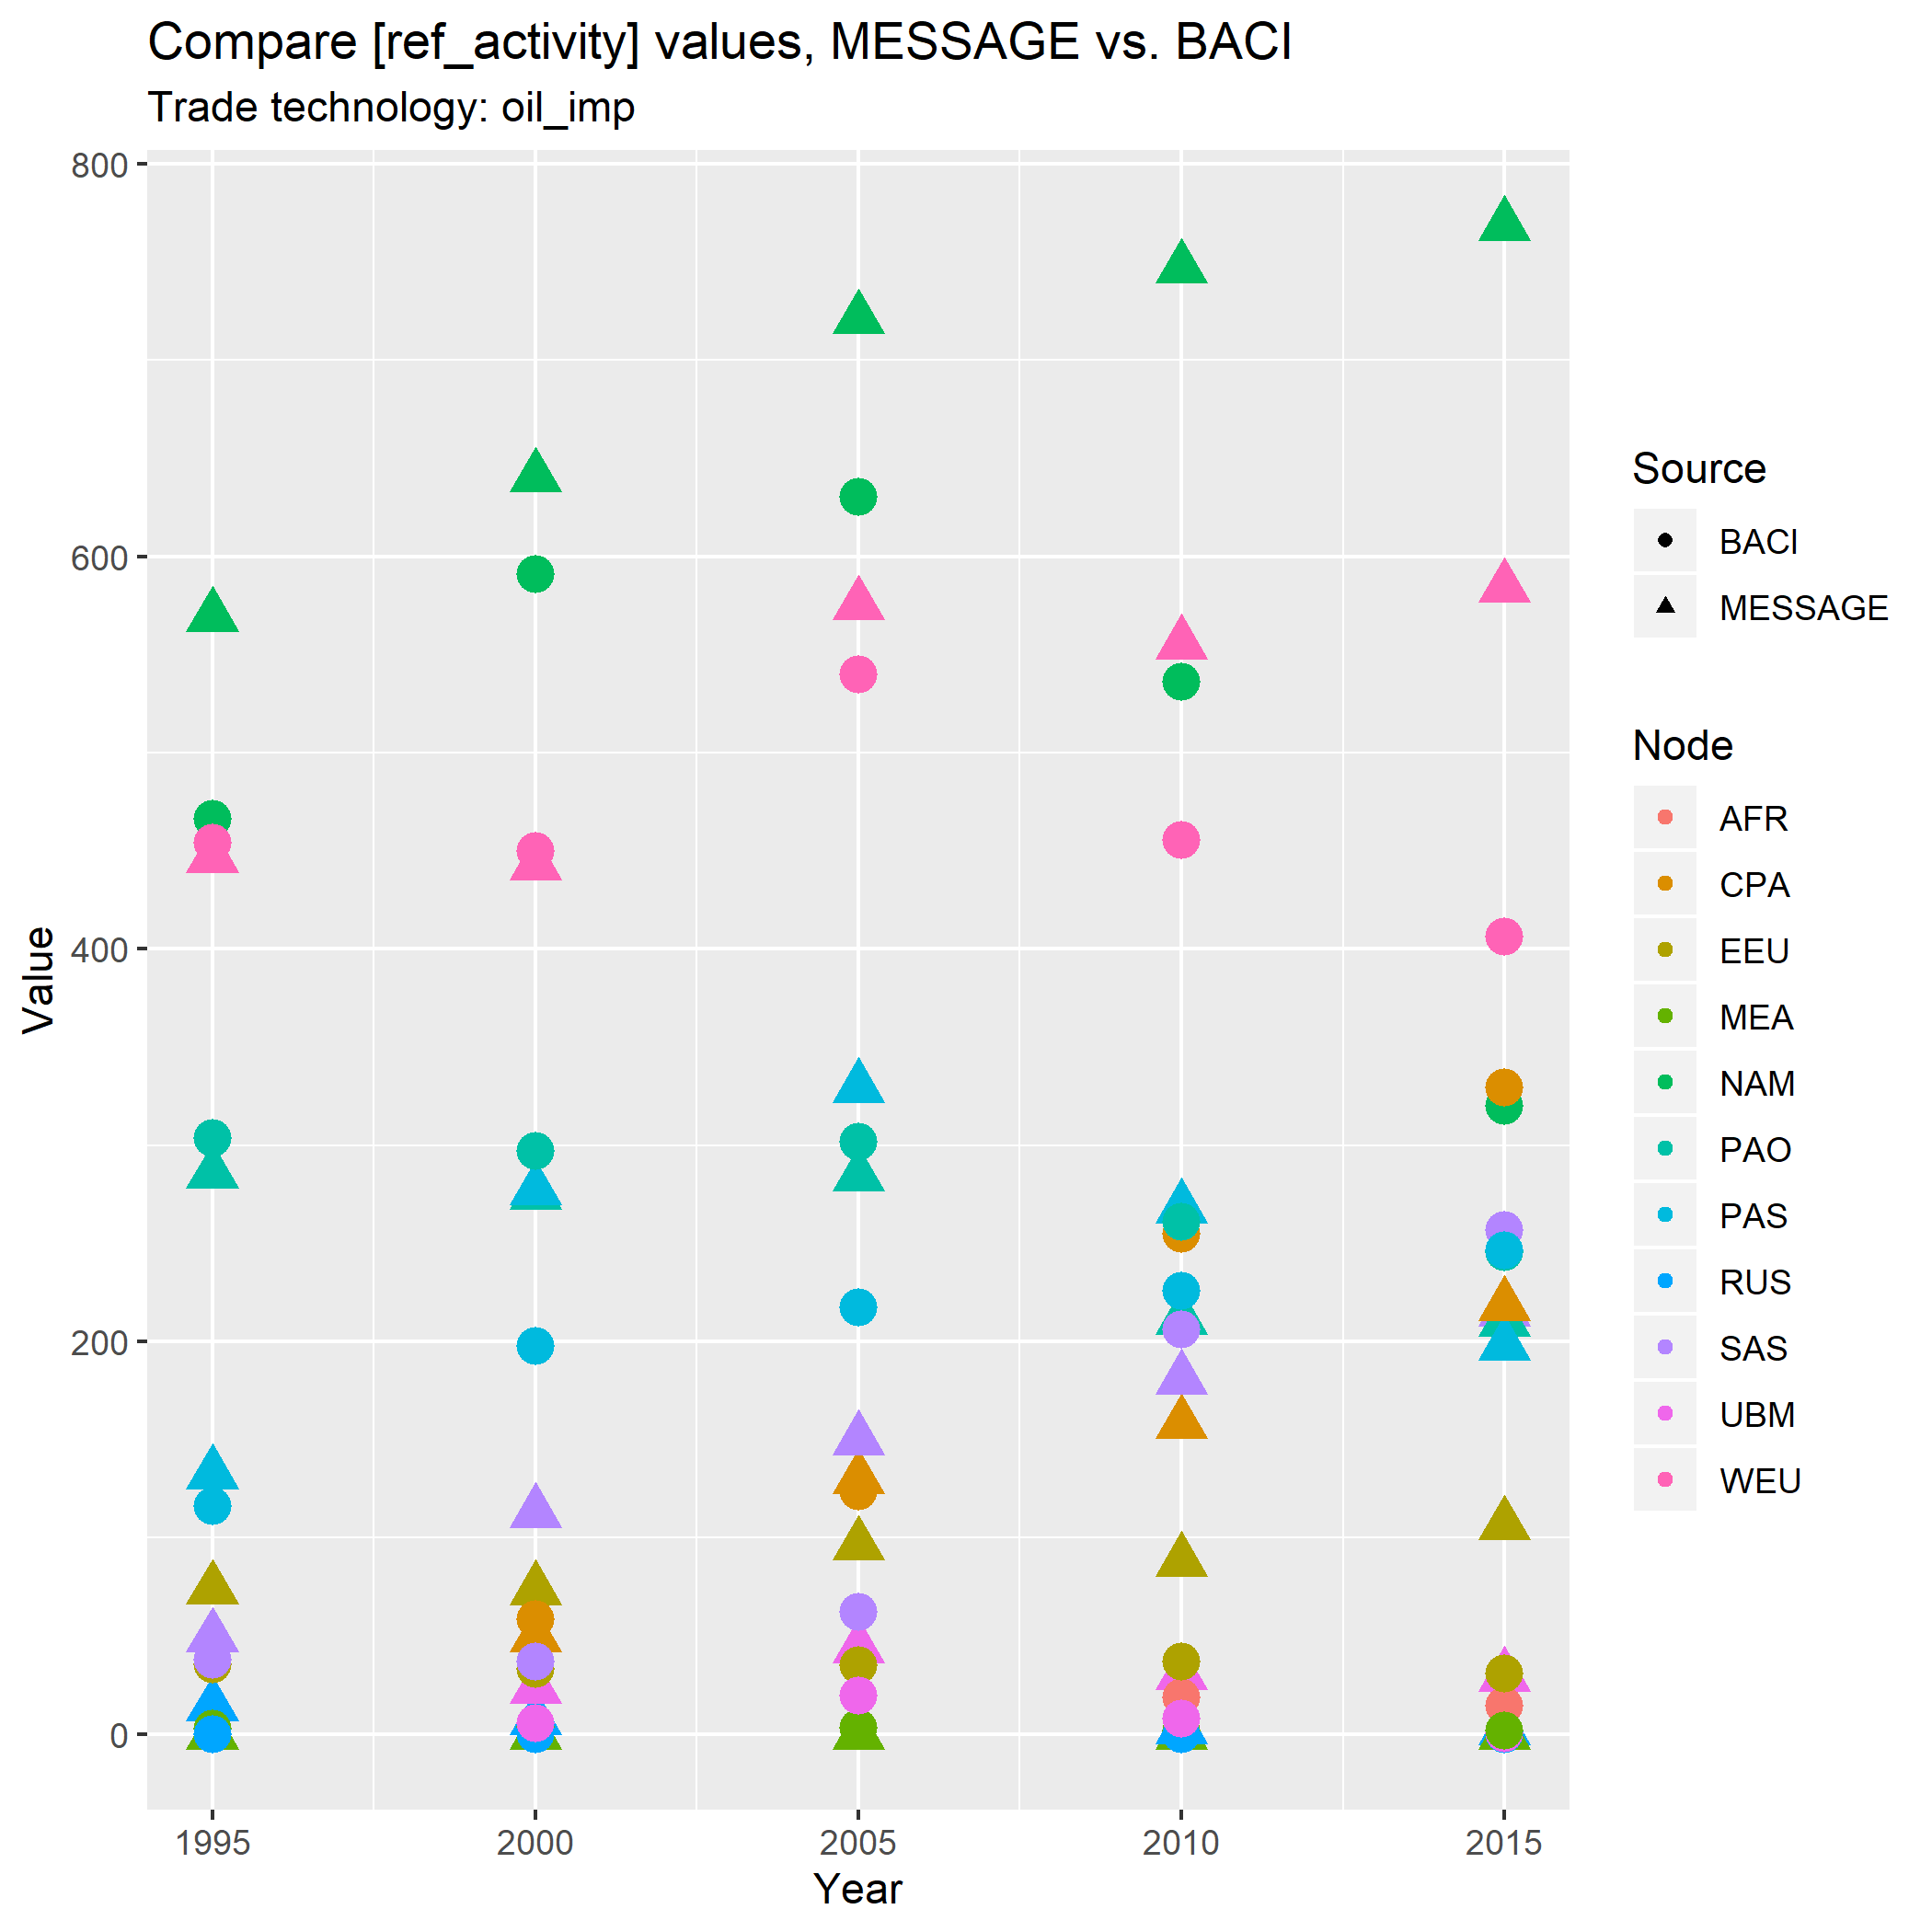 Compare [ref_activity] values, MESSAGE vs. BACI
Trade technology: oil_imp
800
600
400
200
0
Value
1995
2000
2005
2010
2015
Year
Source
BACI
MESSAGE
Node
AFR
CPA
EEU
MEA
NAM
PAO
PAS
RUS
SAS
UBM
WEU